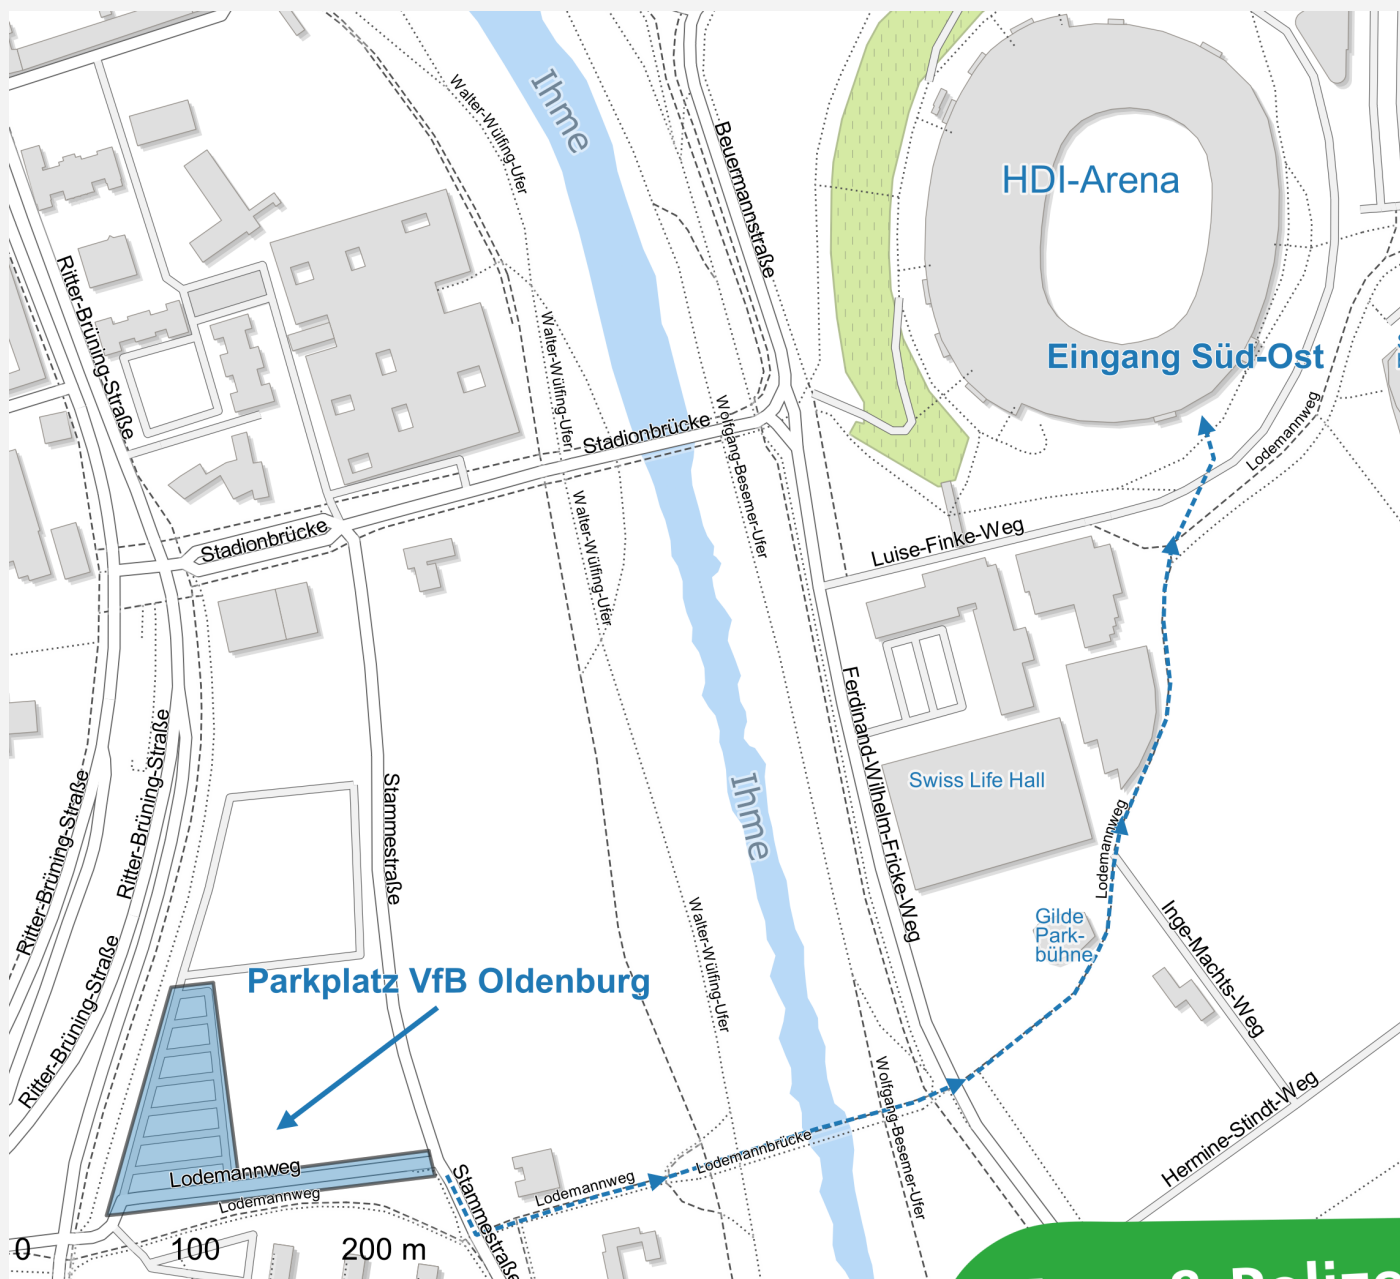 Ihme
Walter-Wülfing-Ufer
Beuermannstraße
HDI-Arena
Ritter-Brüning-Straße
Walter-Wülfing-Ufer
Eingang Süd-Ost
Stadionbrücke
Wolfgang-Besemer-Ufer
Lodemannweg
Stadionbrücke
Walter-Wülfing-Ufer
Luise-Finke-Weg
Ferdinand-Wilhelm-Fricke-Weg
Ritter-Brüning-Straße
Ritter-Brüning-Straße
Stammestraße
Ihme
Swiss Life Hall
Lodemannweg
Gilde
Park-
bühne
Inge-Machts-Weg
Walter-Wülfing-Ufer
Ritter-Brüning-Straße
Parkplatz VfB Oldenburg
Wolfgang-Besemer-Ufer
Hermine-Stindt-Weg
Lodemannbrücke
Lodemannweg
Lodemannweg
Lodemannweg
Stammestraße
0 100 200 m